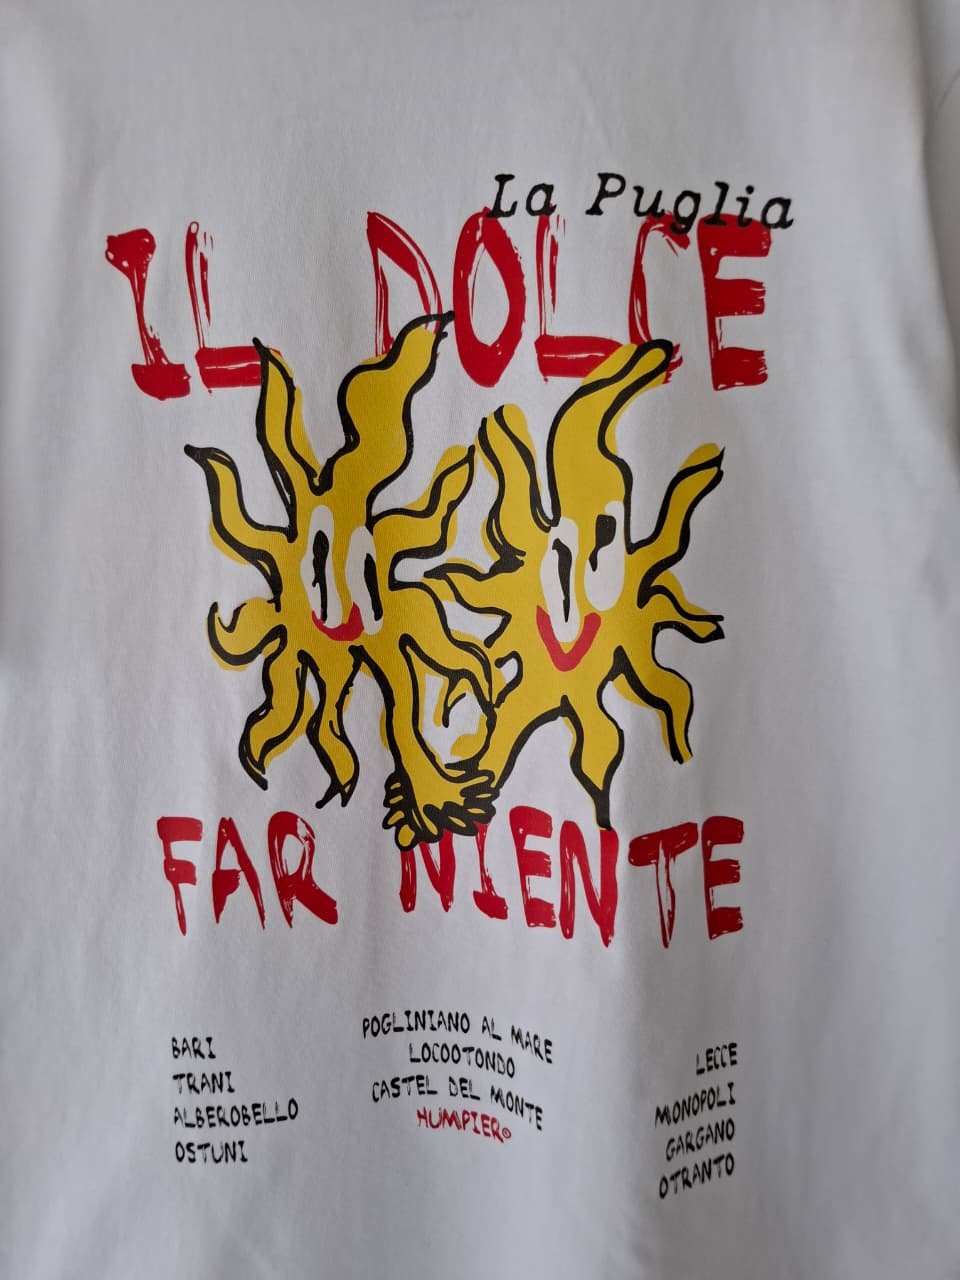 La Puglia
IL DOLCE
FAR NIENTE
BARI
TRANI
ALBEROBELLO
OSTUNI
POGLINIANO AL MARE
LOCOOTONDO
CASTEL DEL MONTE
HUMPIER®
LECCE
MONOPOLI
GARGANO
OTRANTO